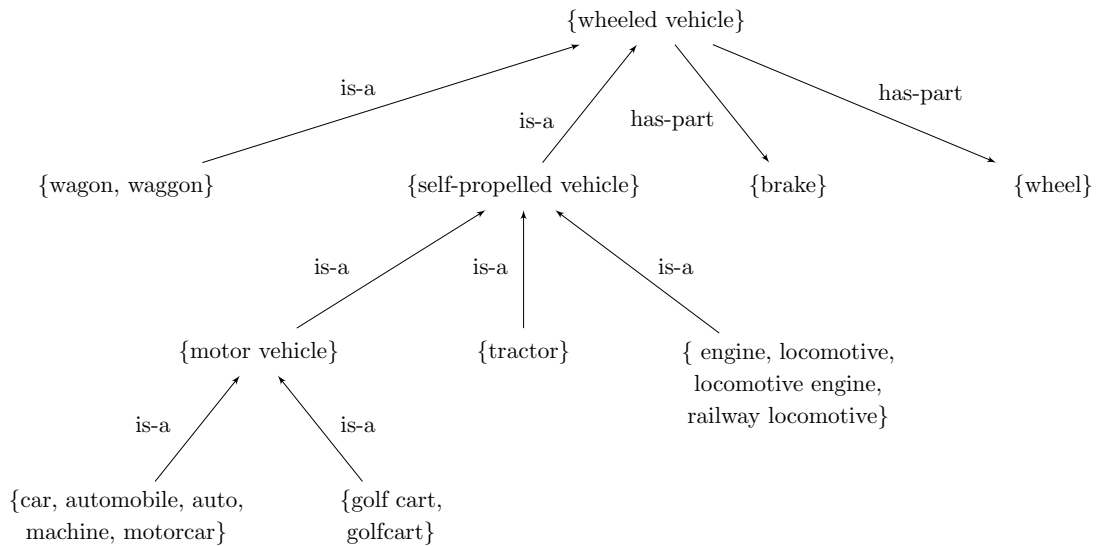 {wheeled vehicle}
is-a
has-part
is-a
has-part
{wagon, waggon}
{self-propelled vehicle}
{brake}
{wheel}
is-a
is-a
is-a
{motor vehicle}
{tractor}
{ engine, locomotive,
locomotive engine,
railway locomotive}
is-a
is-a
{car, automobile, auto,
machine, motorcar}
{golf cart,
golfcart}